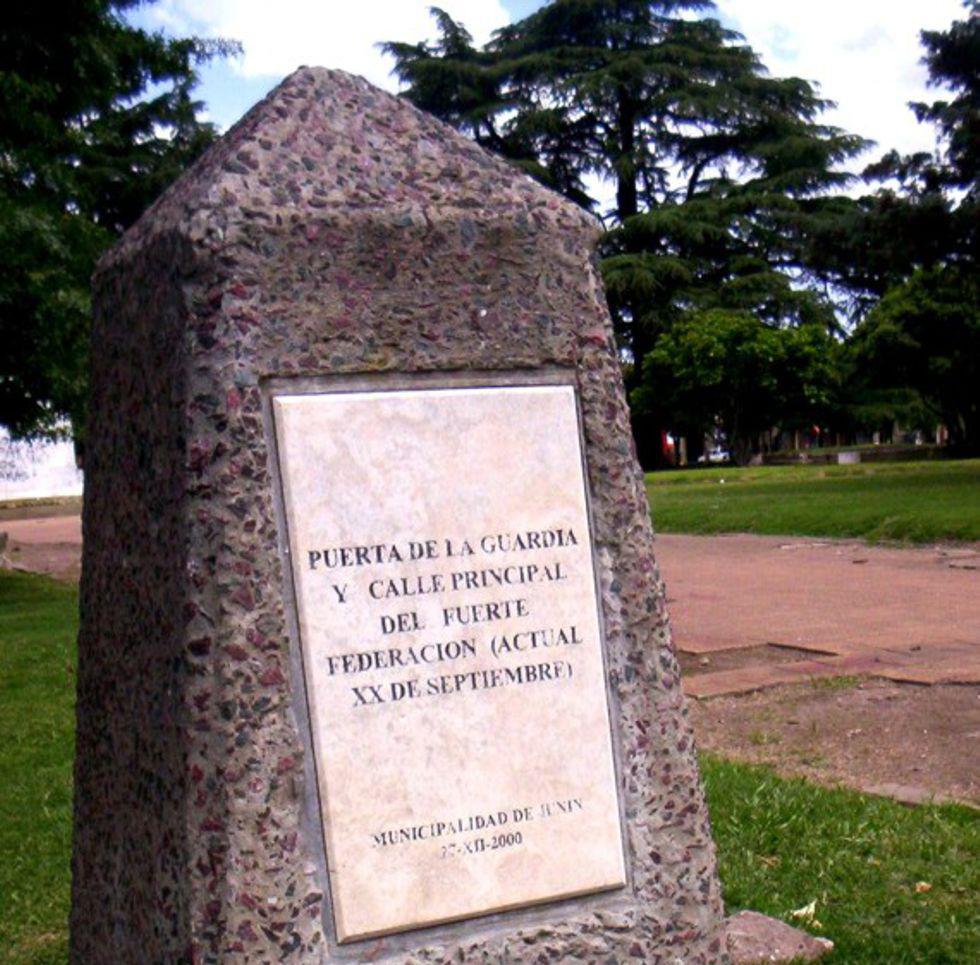 PUERTA DE LA GUARDIA
Y CALLE PRINCIPAL
DEL FUERTE
FEDERACION (ACTUAL
XX DE SEPTIEMBRE)
MUNICIPALIDAD DE JUNIN
27-XII-2000